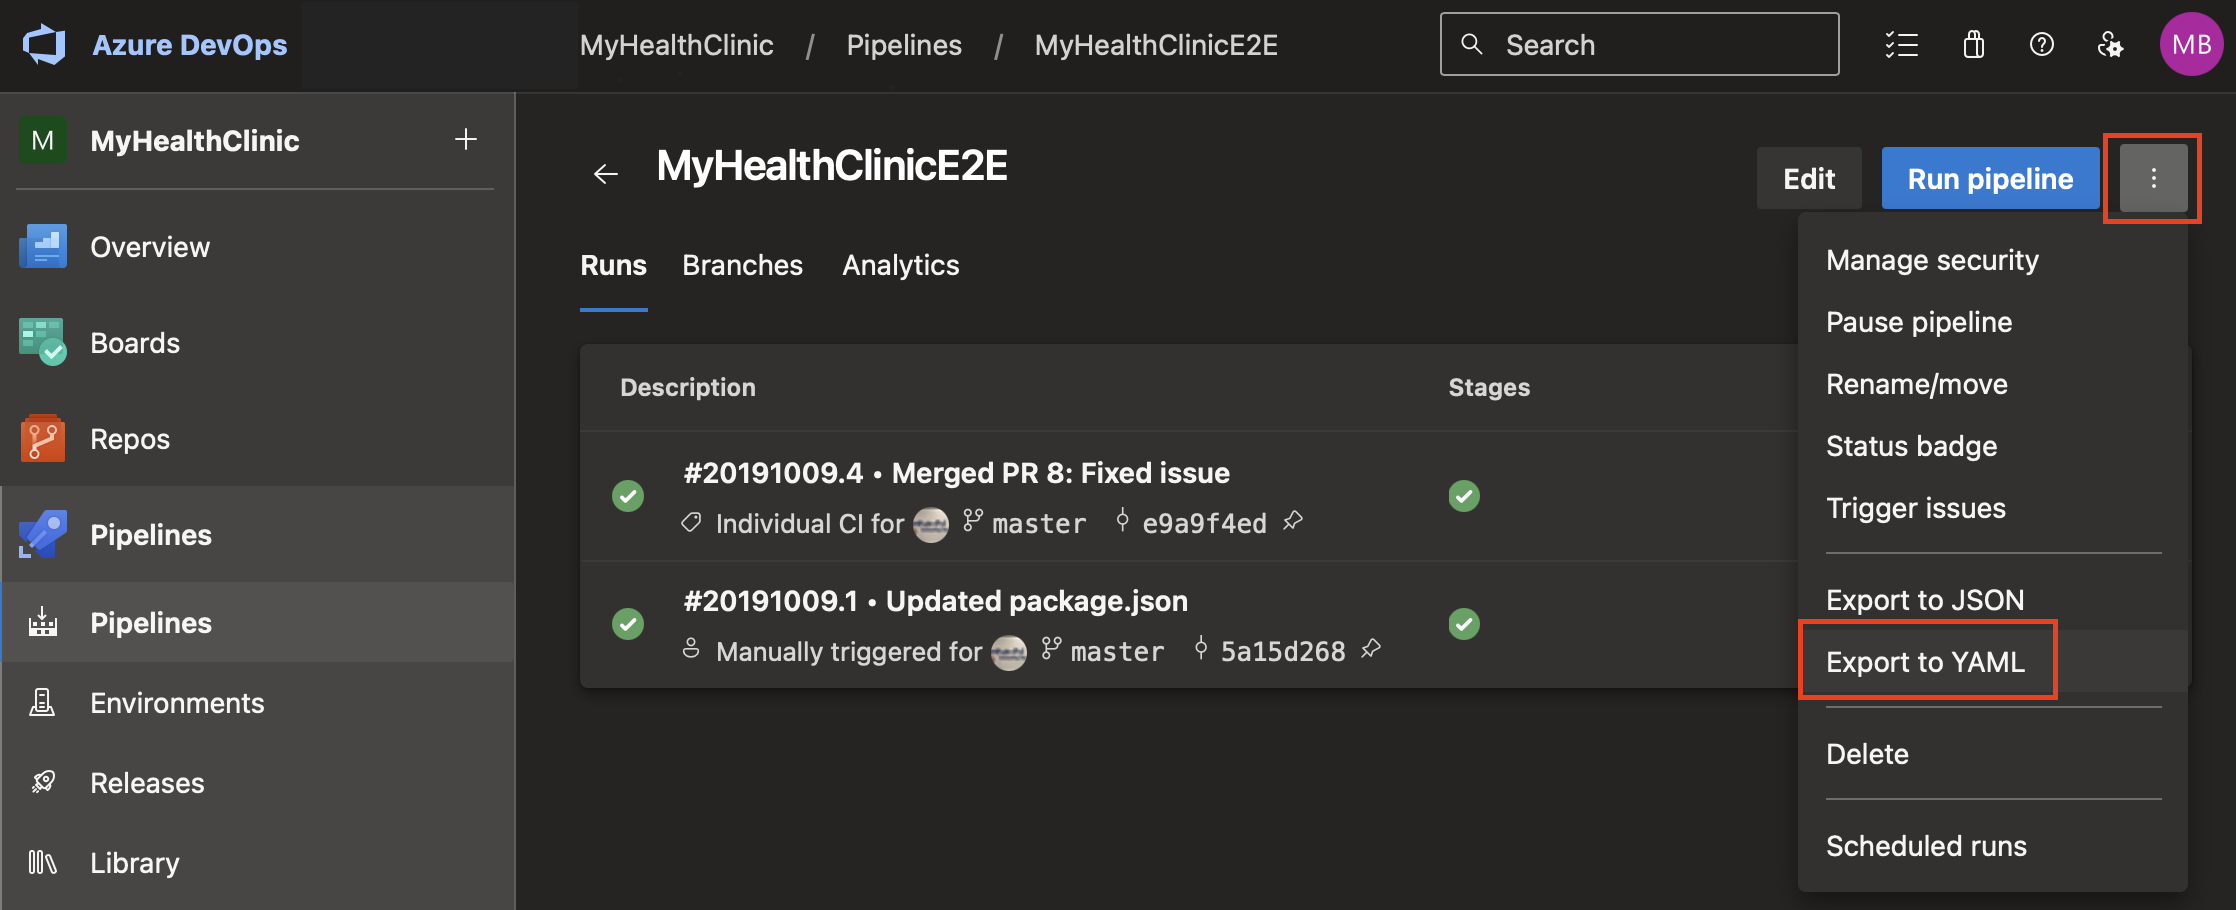 Azure DevOps
MyHealthClinic / Pipelines / MyHealthClinicE2E
Search
MB
M
MyHealthClinic
Overview
Boards
Repos
Pipelines
Pipelines
Environments
Releases
Library
MyHealthClinicE2E
Edit
Run pipeline
Runs
Branches
Analytics
Description
Stages
#20191009.4 • Merged PR 8: Fixed issue
Individual CI for master e9a9f4ed
#20191009.1 • Updated package.json
Manually triggered for master 5a15d268
Manage security
Pause pipeline
Rename/move
Status badge
Trigger issues
Export to JSON
Export to YAML
Delete
Scheduled runs